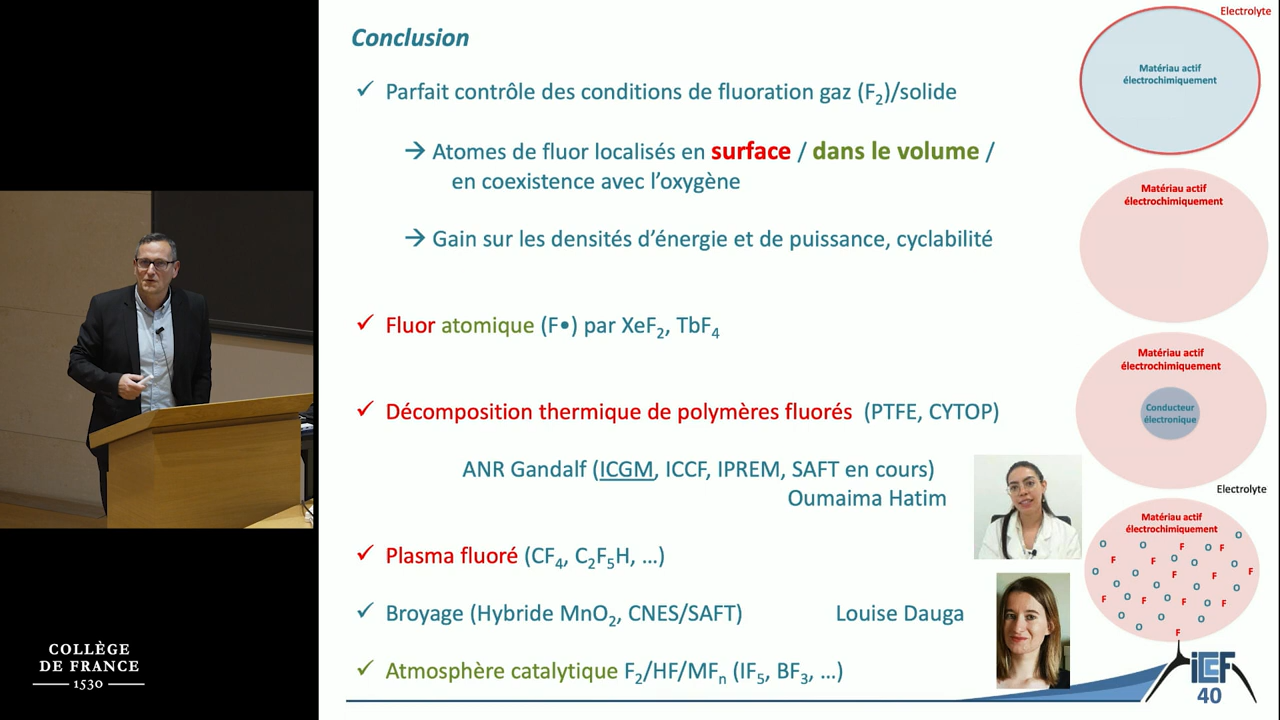 Conclusion
✓ Parfait contrôle des conditions de fluoration gaz (F₂)/solide
→ Atomes de fluor localisés en surface / dans le volume /
en coexistence avec l’oxygène
→ Gain sur les densités d’énergie et de puissance, cyclabilité
✓ Fluor atomique (F•) par XeF₂, TbF₄
✓ Décomposition thermique de polymères fluorés (PTFE, CYTOP)
ANR Gandalf (ICGM, ICCF, IPREM, SAFT en cours)
Oumaima Hatim
✓ Plasma fluoré (CF₄, C₂F₅H, ...)
✓ Broyage (Hybride MnO₂, CNES/SAFT) Louise Dauga
✓ Atmosphère catalytique F₂/HF/MFₙ (IF₅, BF₃, ...)
Electrolyte
Matériau actif
électrochimiquement
Matériau actif
électrochimiquement
Matériau actif
électrochimiquement
Conducteur
électronique
Electrolyte
Matériau actif
électrochimiquement
O O F O F O
F F O O
O F F O F
O O O
F O F F O F
O O O
O F
iCCF
40
COLLÈGE
DE FRANCE
1530